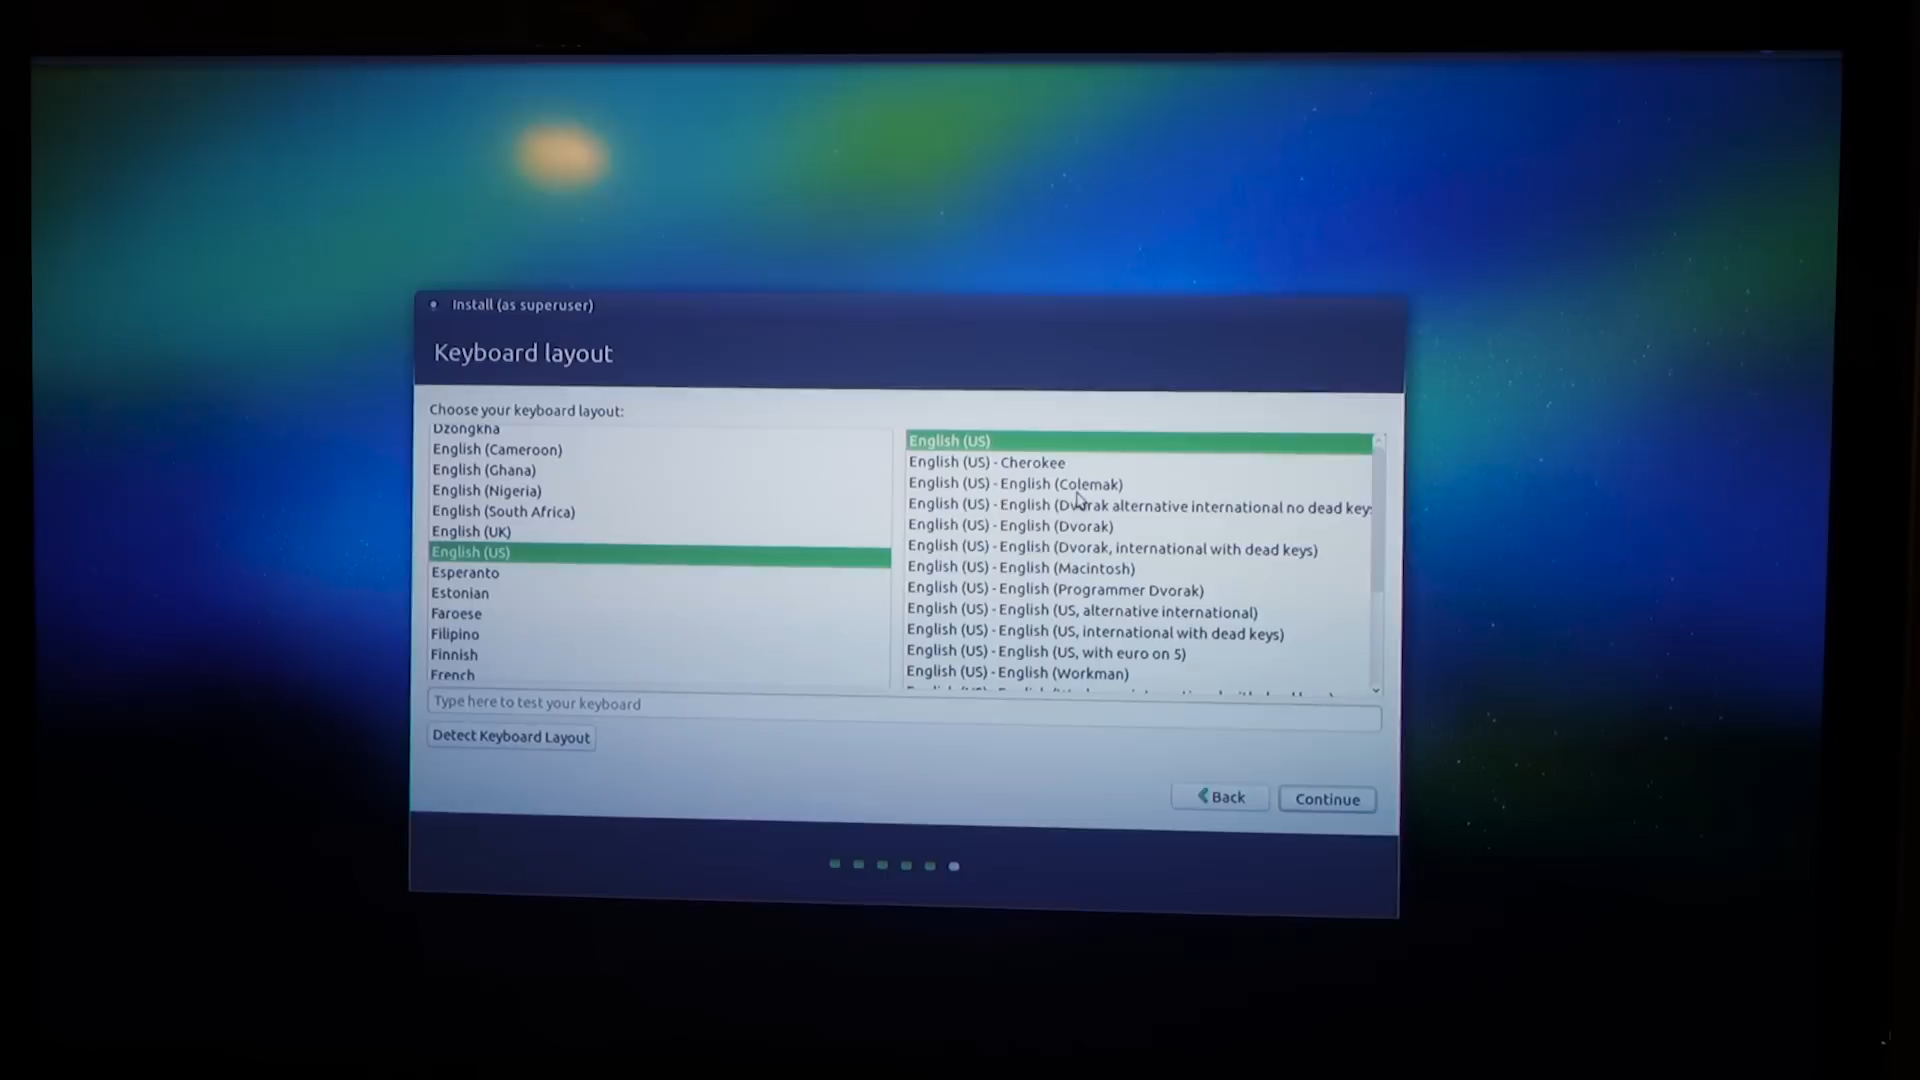 Install (as superuser)
Keyboard layout
Choose your keyboard layout:
Dzongkha
English (Cameroon)
English (Ghana)
English (Nigeria)
English (South Africa)
English (UK)
English (US)
Esperanto
Estonian
Faroese
Filipino
Finnish
French
English (US)
English (US) - Cherokee
English (US) - English (Colemak)
English (US) - English (Dvorak alternative international no dead keys
English (US) - English (Dvorak)
English (US) - English (Dvorak, international with dead keys)
English (US) - English (Macintosh)
English (US) - English (Programmer Dvorak)
English (US) - English (US, alternative international)
English (US) - English (US, international with dead keys)
English (US) - English (US, with euro on 5)
English (US) - English (Workman)
Type here to test your keyboard
Detect Keyboard Layout
Back
Continue